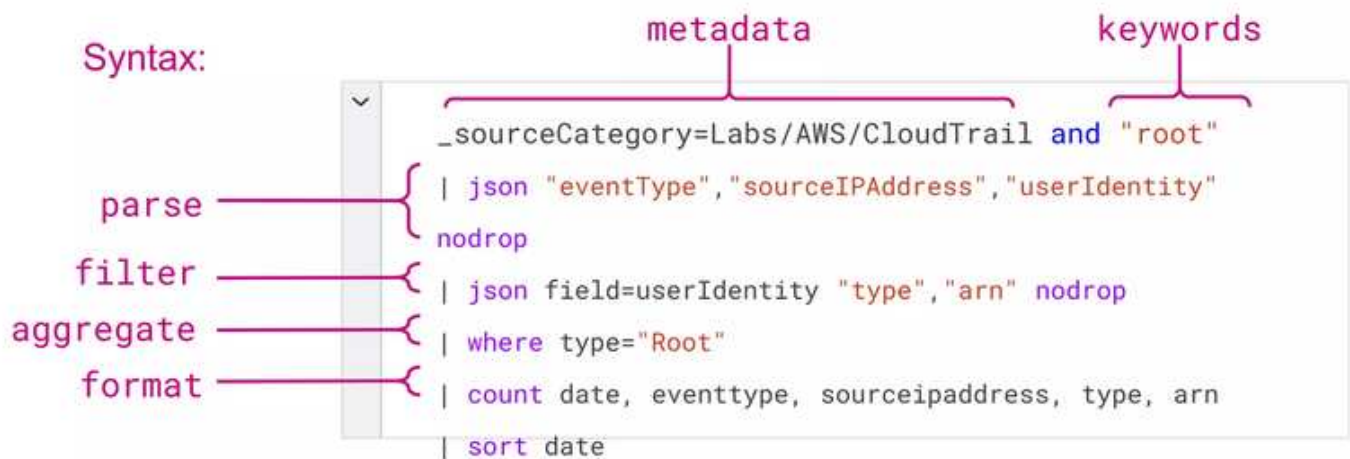 metadata keywords
Syntax:
_sourceCategory=Labs/AWS/CloudTrail and "root"
parse | json "eventType","sourceIPAddress","userIdentity"
nodrop
filter | json field=userIdentity "type","arn" nodrop
aggregate | where type="Root"
format | count date, eventtype, sourceipaddress, type, arn
| sort date